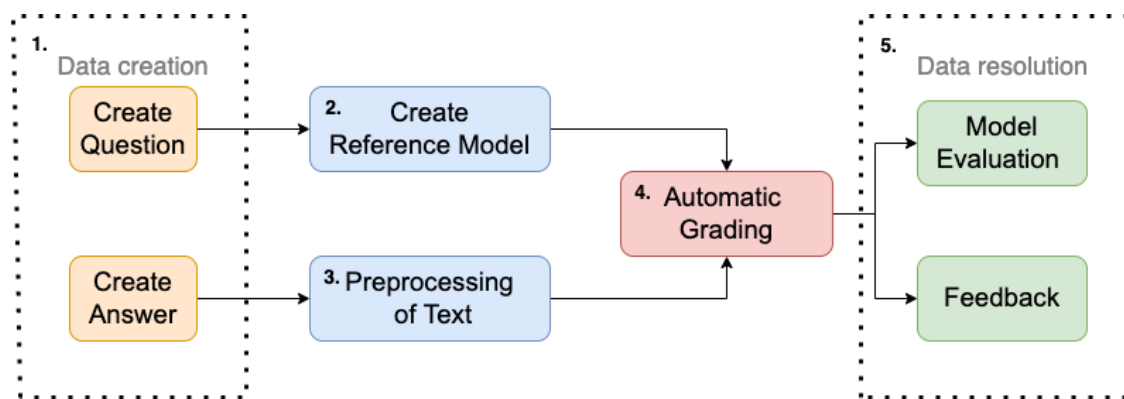 1.
Data creation
Create
Question
2.
Create
Reference Model
4.
Automatic
Grading
Create
Answer
3.
Preprocessing
of Text
5.
Data resolution
Model
Evaluation
Feedback